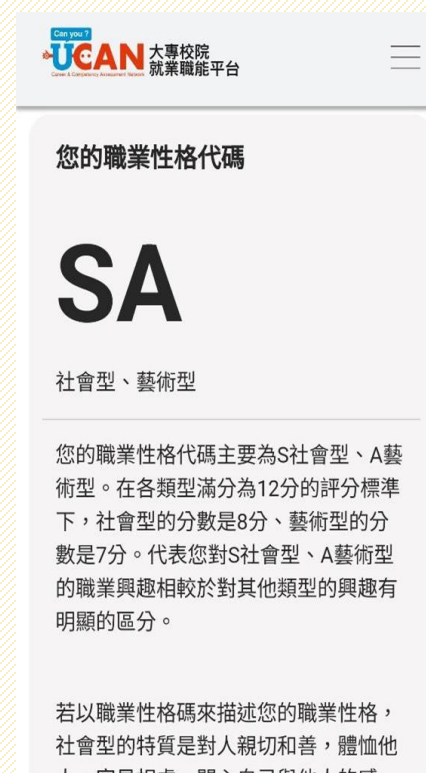 Can you ?
UCAN 大專校院
就業職能平台
Career & Competency Assessment Network
您的職業性格代碼
SA
社會型、藝術型
您的職業性格代碼主要為S社會型、A藝
術型。在各類型滿分為12分的評分標準
下，社會型的分數是8分、藝術型的分
數是7分。代表您對S社會型、A藝術型
的職業興趣相較於對其他類型的興趣有
明顯的區分。
若以職業性格碼來描述您的職業性格，
社會型的特質是對人親切和善，體恤他